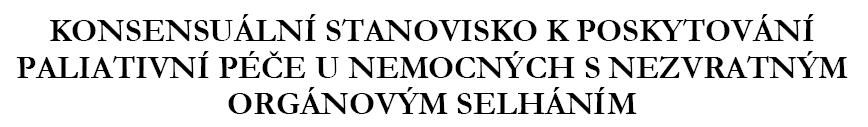 KONSENSUÁLNÍ STANOVISKO K POSKYTOVÁNÍ
PALIATIVNÍ PÉČE U NEMOCNÝCH S NEZVRATNÝM
ORGÁNOVÝM SELHÁNÍM